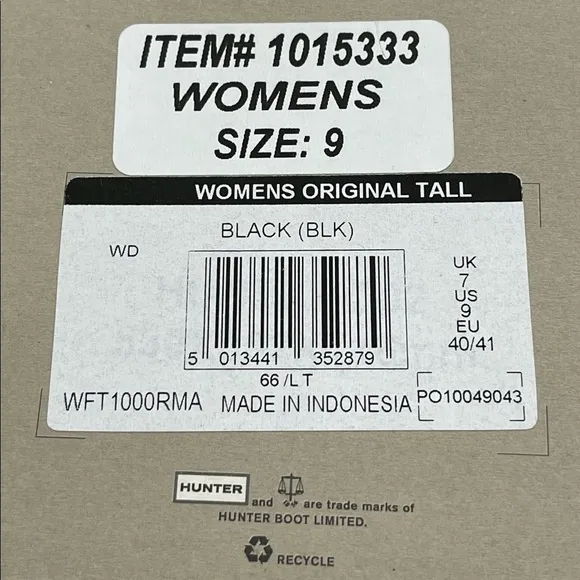 ITEM# 1015333
WOMENS
SIZE: 9
WOMENS ORIGINAL TALL
BLACK (BLK)
WD
UK
7
US
9
EU
40/41
5 013441 352879
66 /L T
WFT1000RMA MADE IN INDONESIA PO10049043
HUNTER and are trade marks of
HUNTER BOOT LIMITED.
RECYCLE